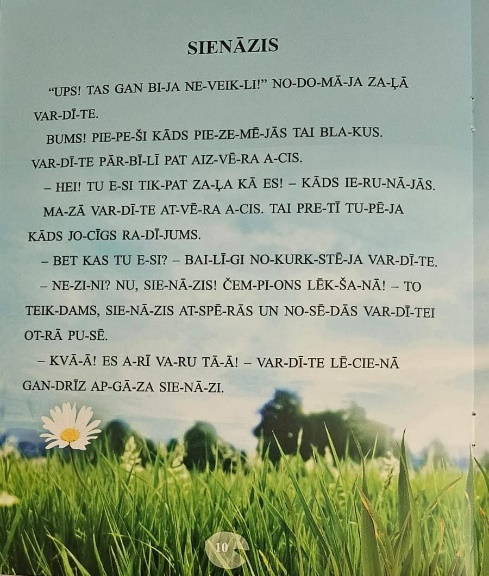 SIENĀZIS
“UPS! TAS GAN BI-JA NE-VEIK-LI!” NO-DO-MĀ-JA ZA-ĻĀ
VAR-DĪ-TE.
BUMS! PIE-PE-ŠI KĀDS PIE-ZE-MĒ-JĀS TAI BLA-KUS.
VAR-DĪ-TE PĀR-BĪ-LĪ PAT AIZ-VĒ-RA A-CIS.
– HEI! TU E-SI TIK-PAT ZA-ĻA KĀ ES! – KĀDS IE-RU-NĀ-JĀS.
MA-ZĀ VAR-DĪ-TE AT-VĒ-RA A-CIS. TAI PRE-TĪ TU-PĒ-JA
KĀDS JO-CĪGS RA-DĪ-JUMS.
– BET KAS TU E-SI? – BAI-LĪ-GI NO-KURK-STĒ-JA VAR-DĪ-TE.
– NE-ZI-NI? NU, SIE-NĀ-ZIS! ČEM-PI-ONS LĒK-ŠA-NĀ! – TO
TEIK-DAMS, SIE-NĀ-ZIS AT-SPĒ-RĀS UN NO-SĒ-DĀS VAR-DĪ-TEI
OT-RĀ PU-SĒ.
– KVĀ-Ā! ES A-RĪ VA-RU TĀ-Ā! – VAR-DĪ-TE LĒ-CIE-NĀ
GAN-DRĪZ AP-GĀ-ZA SIE-NĀ-ZI.
10